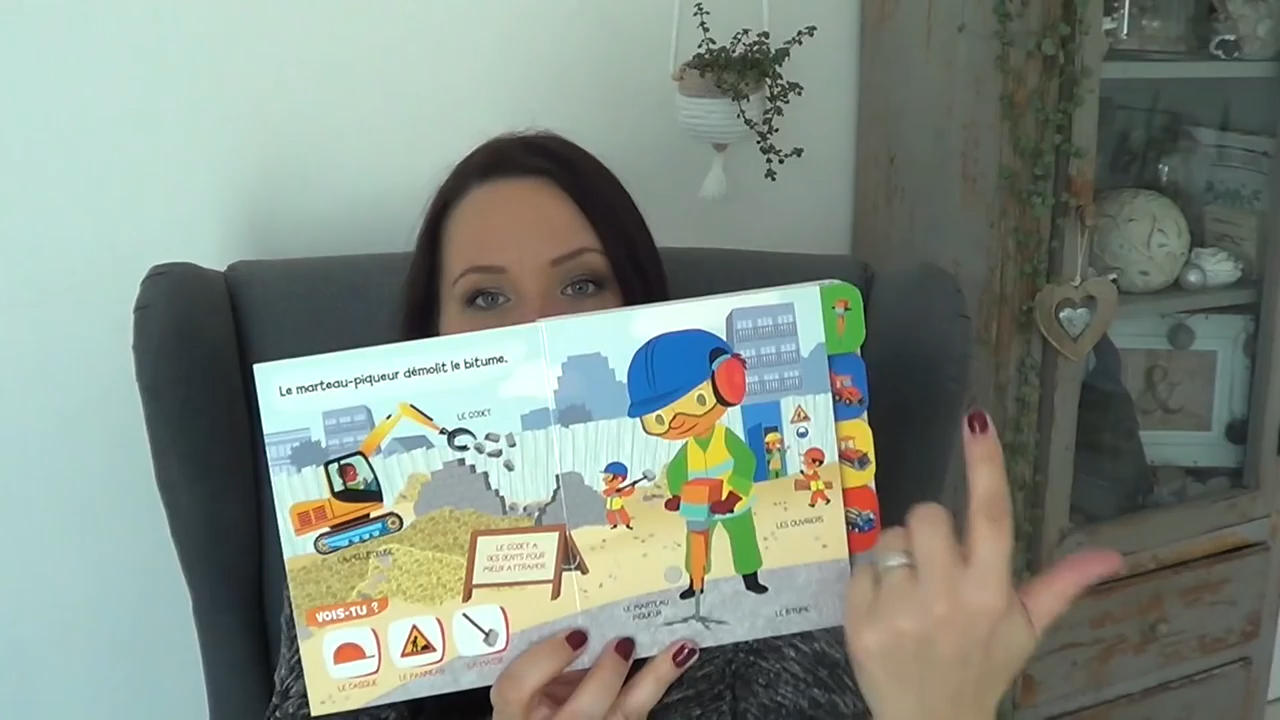 Le marteau-piqueur démolit le bitume.
LE GODET
LA PELLETEUSE
LE GODET A
DES DENTS POUR
MIEUX ATTRAPER.
LES OUVRIERS
LE MARTEAU
PIQUEUR
LE BITUME
VOIS-TU ?
LE CASQUE
LE PANNEAU
LA MASSE
&